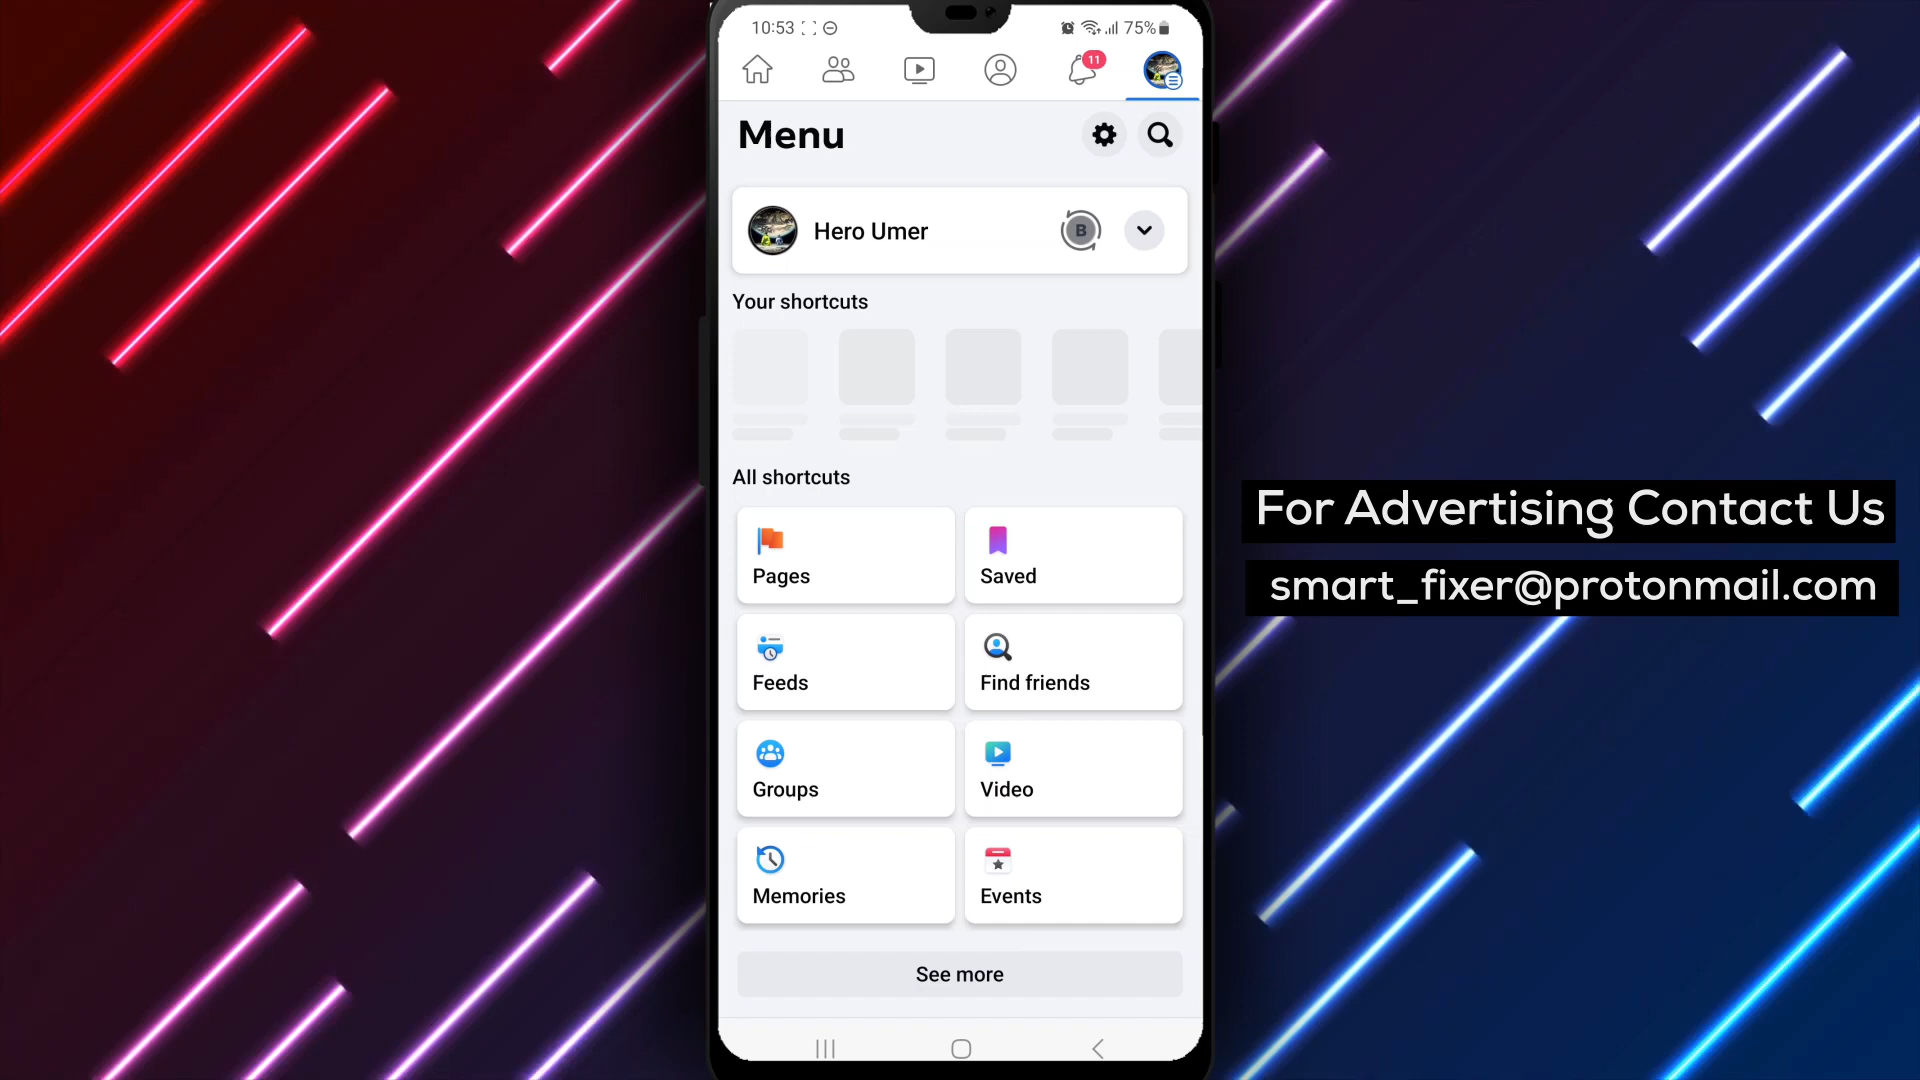 10:53
75%
11
Menu
Hero Umer
B
Your shortcuts
All shortcuts
Pages
Saved
Feeds
Find friends
Groups
Video
Memories
Events
See more
For Advertising Contact Us
smart_fixer@protonmail.com